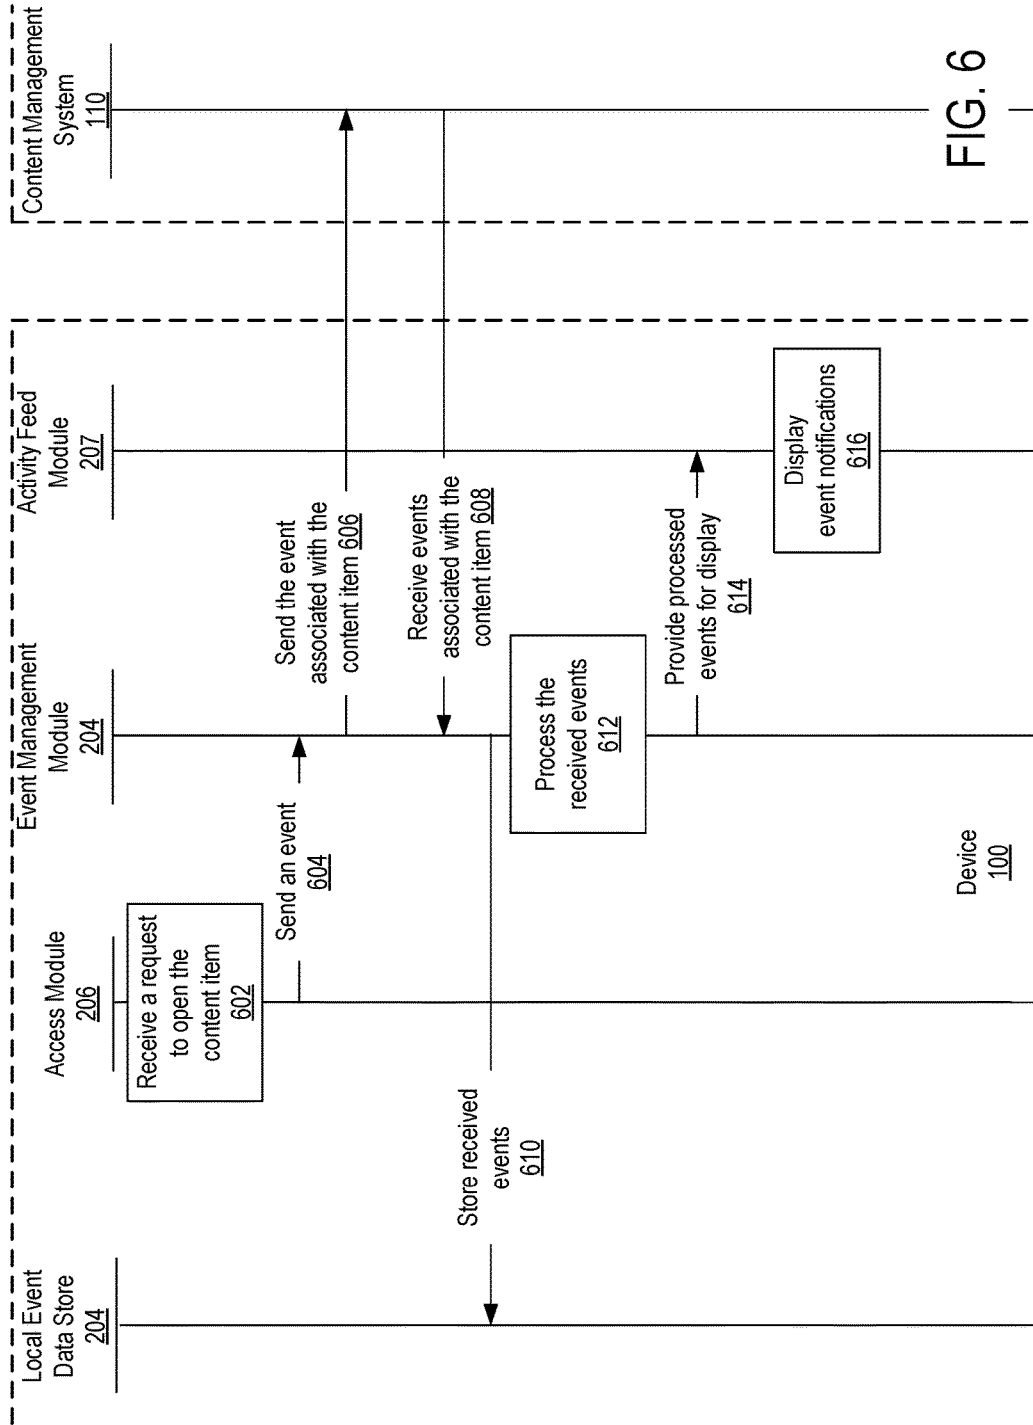 Local Event
Data Store
204
Access Module
206
Event Management
Module
204
Activity Feed
Module
207
Content Management
System
110
Receive a request
to open the
content item
602
Send an event
604
Send the event
associated with the
content item 606
Receive events
associated with the
content item 608
Store received
events
610
Process the
received events
612
Provide processed
events for display
614
Display
event notifications
616
Device
100
FIG. 6